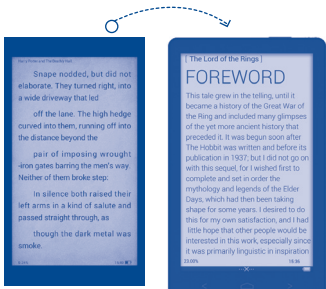 Harry Potter and The Deathly Hall
Snape nodded, but did not
elaborate. They turned right, into
a wide driveway that led
off the lane. The high hedge
curved into them, running off into
the distance beyond the
pair of imposing wrought
-iron gates barring the men's way.
Neither of them broke step:
In silence both raised their
left arms in a kind of salute and
passed straight through, as
though the dark metal was
smoke.
[ The Lord of the Rings ]
FOREWORD
This tale grew in the telling, until it
became a history of the Great War of
the Ring and included many glimpses
of the yet more ancient history that
preceded it. It was begun soon after
The Hobbit was written and before its
publication in 1937; but I did not go on
with this sequel, for I wished first to
complete and set in order the
mythology and legends of the Elder
Days, which had then been taking
shape for some years. I desired to do
this for my own satisfaction, and I had
little hope that other people would be
interested in this work, especially since
it was primarily linguistic in inspiration
23.00% 15:36